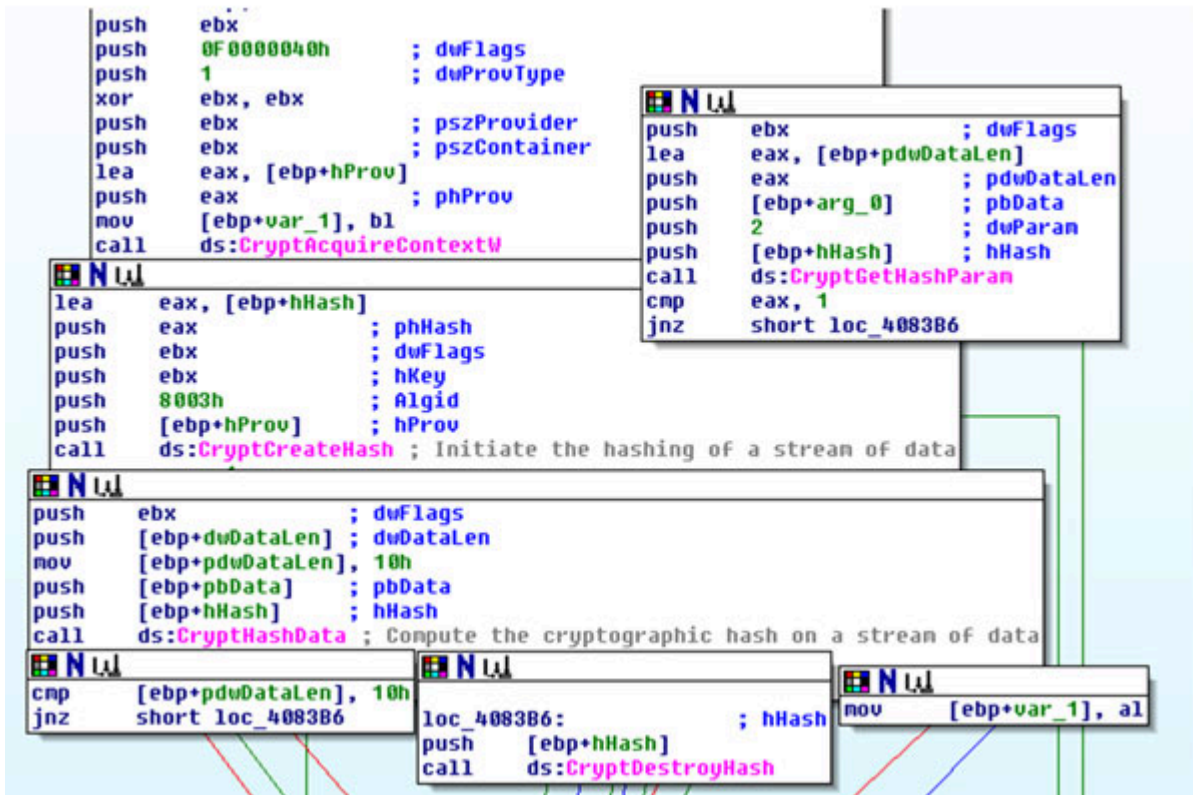 push ebx
push 0F0000040h ; dwFlags
push 1 ; dwProvType
xor ebx, ebx
push ebx ; pszProvider
push ebx ; pszContainer
lea eax, [ebp+hProv]
push eax ; phProv
mov [ebp+var_1], bl
call ds:CryptAcquireContextW
push ebx ; dwFlags
lea eax, [ebp+pdwDataLen]
push eax ; pdwDataLen
push [ebp+arg_0] ; pbData
push 2 ; dwParam
push [ebp+hHash] ; hHash
call ds:CryptGetHashParam
cmp eax, 1
jnz short loc_4083B6
lea eax, [ebp+hHash]
push eax ; phHash
push ebx ; dwFlags
push ebx ; hKey
push 8003h ; Algid
push [ebp+hProv] ; hProv
call ds:CryptCreateHash ; Initiate the hashing of a stream of data
push ebx ; dwFlags
push [ebp+dwDataLen] ; dwDataLen
mov [ebp+pdwDataLen], 10h
push [ebp+pbData] ; pbData
push [ebp+hHash] ; hHash
call ds:CryptHashData ; Compute the cryptographic hash on a stream of data
cmp [ebp+pdwDataLen], 10h
jnz short loc_4083B6
loc_4083B6: ; hHash
push [ebp+hHash]
call ds:CryptDestroyHash
mov [ebp+var_1], al